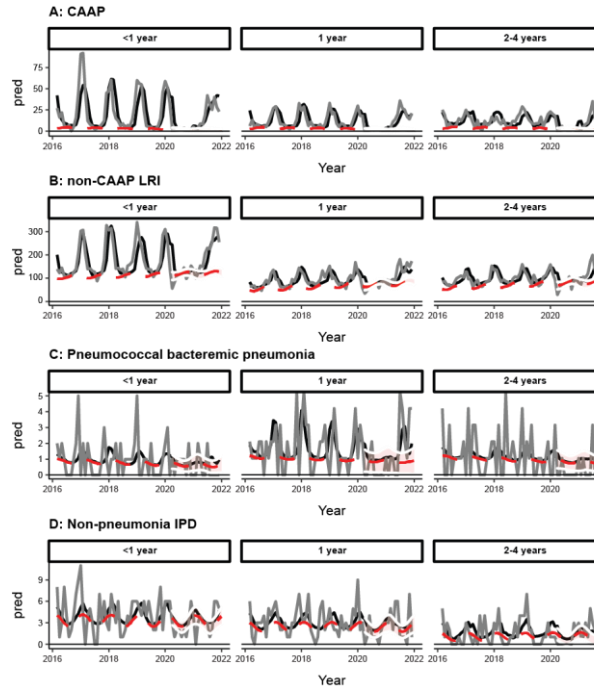 A: CAAP
<1 year 1 year 2-4 years
75
50
25
0
pred
2016 2018 2020 2022 2016 2018 2020 2022 2016 2018 2020
Year
B: non-CAAP LRI
<1 year 1 year 2-4 years
300
200
100
0
pred
2016 2018 2020 2022 2016 2018 2020 2022 2016 2018 2020
Year
C: Pneumococcal bacteremic pneumonia
<1 year 1 year 2-4 years
5
4
3
2
1
0
pred
2016 2018 2020 2022 2016 2018 2020 2022 2016 2018 2020
Year
D: Non-pneumonia IPD
<1 year 1 year 2-4 years
9
6
3
0
pred
2016 2018 2020 2022 2016 2018 2020 2022 2016 2018 2020
Year